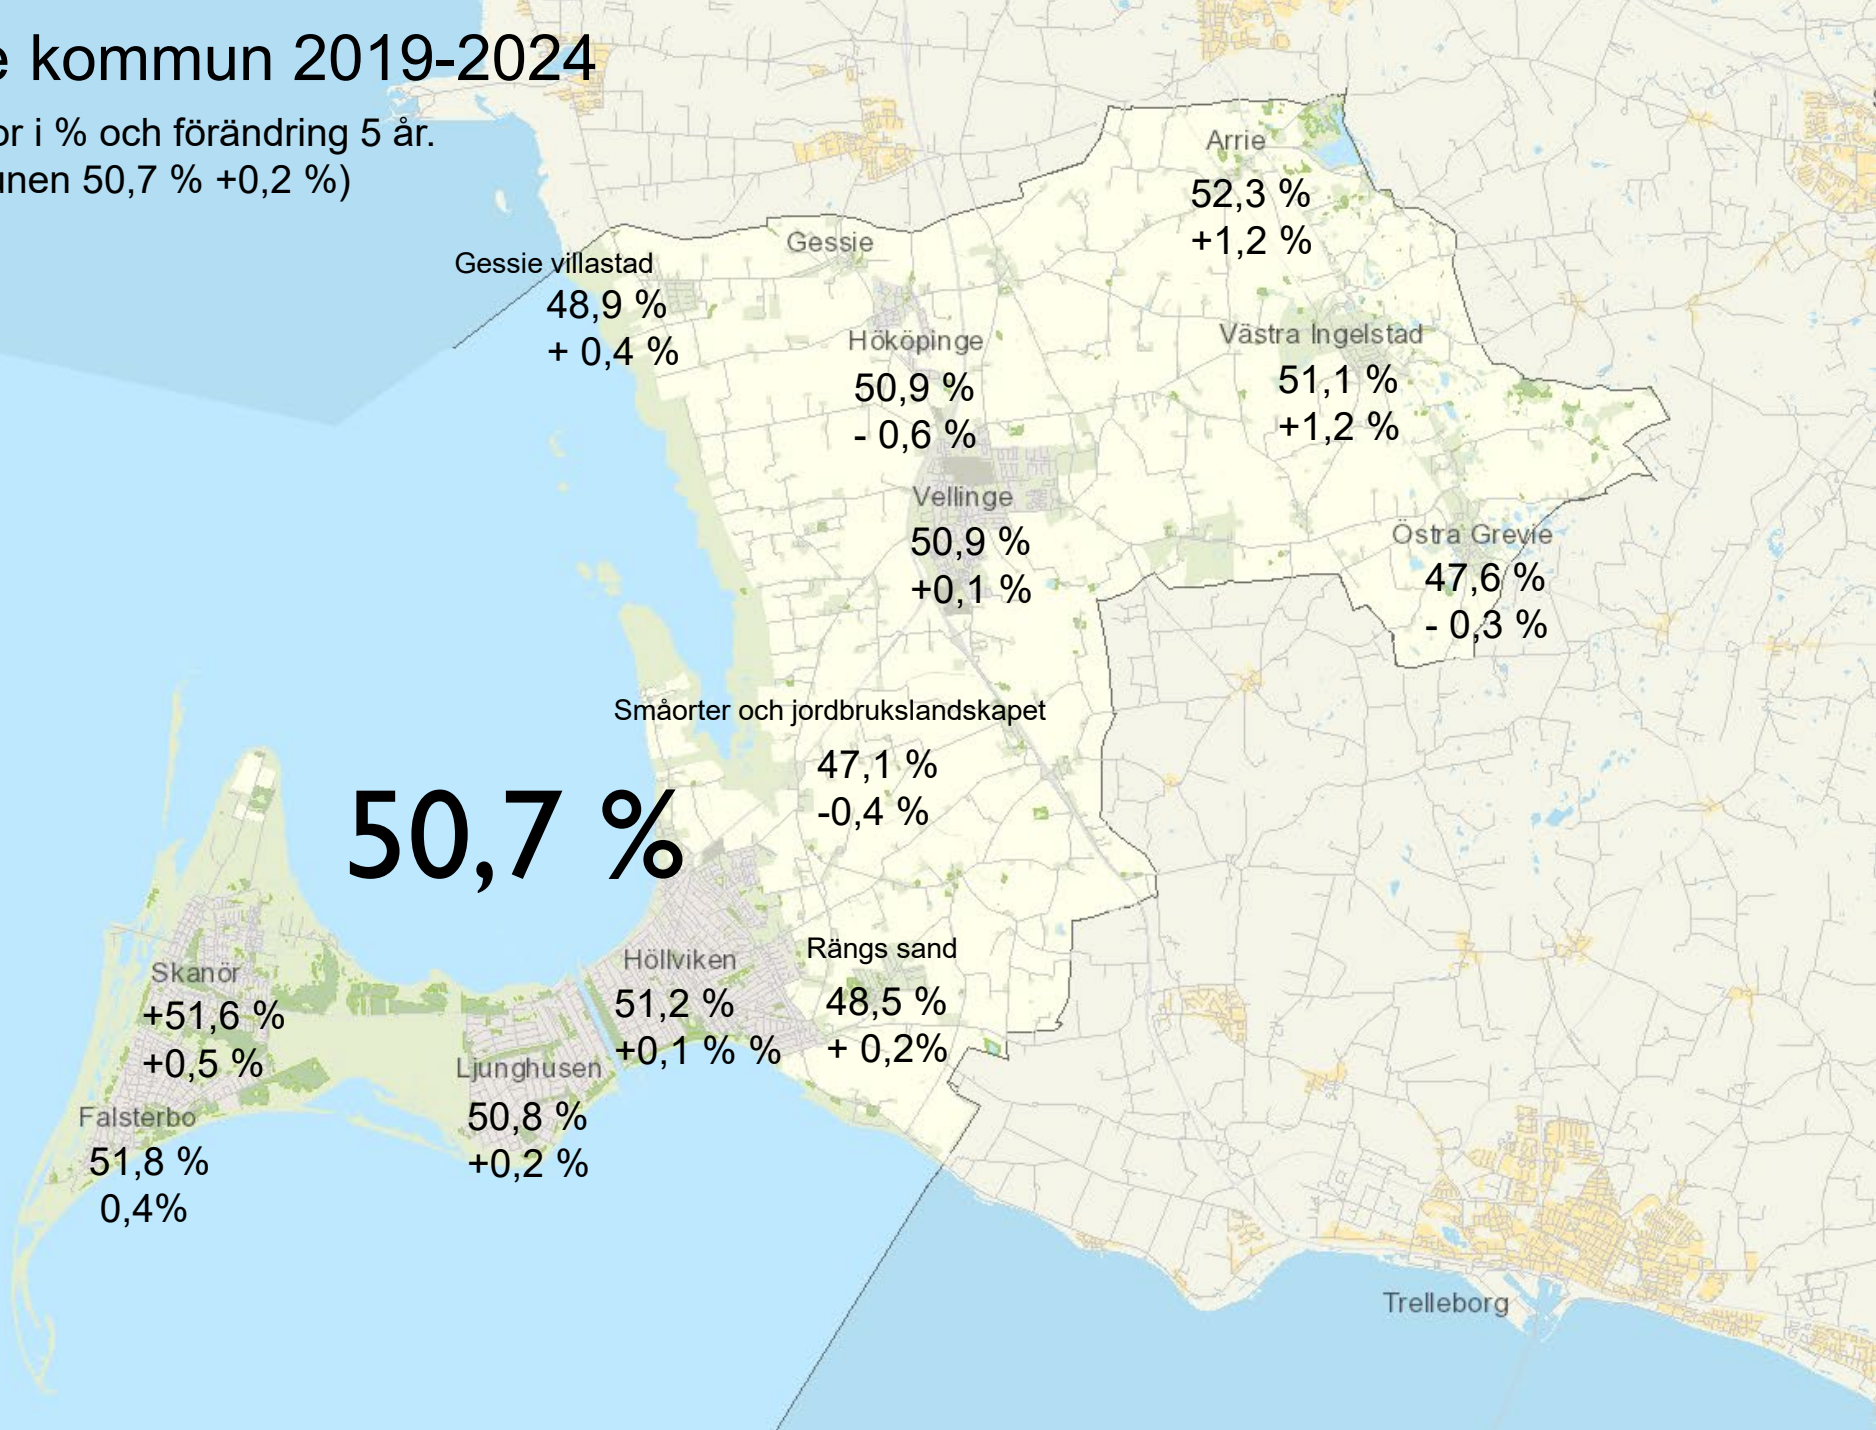 e kommun 2019-2024
or i % och förändring 5 år.
unen 50,7 % +0,2 %)
Arrie
52,3 %
+1,2 %
Gessie
Gessie villastad
48,9 %
+ 0,4 %
Hököpinge
50,9 %
- 0,6 %
Västra Ingelstad
51,1 %
+1,2 %
Vellinge
50,9 %
+0,1 %
Östra Grevie
47,6 %
- 0,3 %
Småorter och jordbrukslandskapet
47,1 %
-0,4 %
50,7 %
Rängs sand
48,5 %
+ 0,2%
Höllviken
51,2 %
+0,1 % %
Skanör
+51,6 %
+0,5 %
Ljunghusen
50,8 %
+0,2 %
Falsterbo
51,8 %
0,4%
Trelleborg